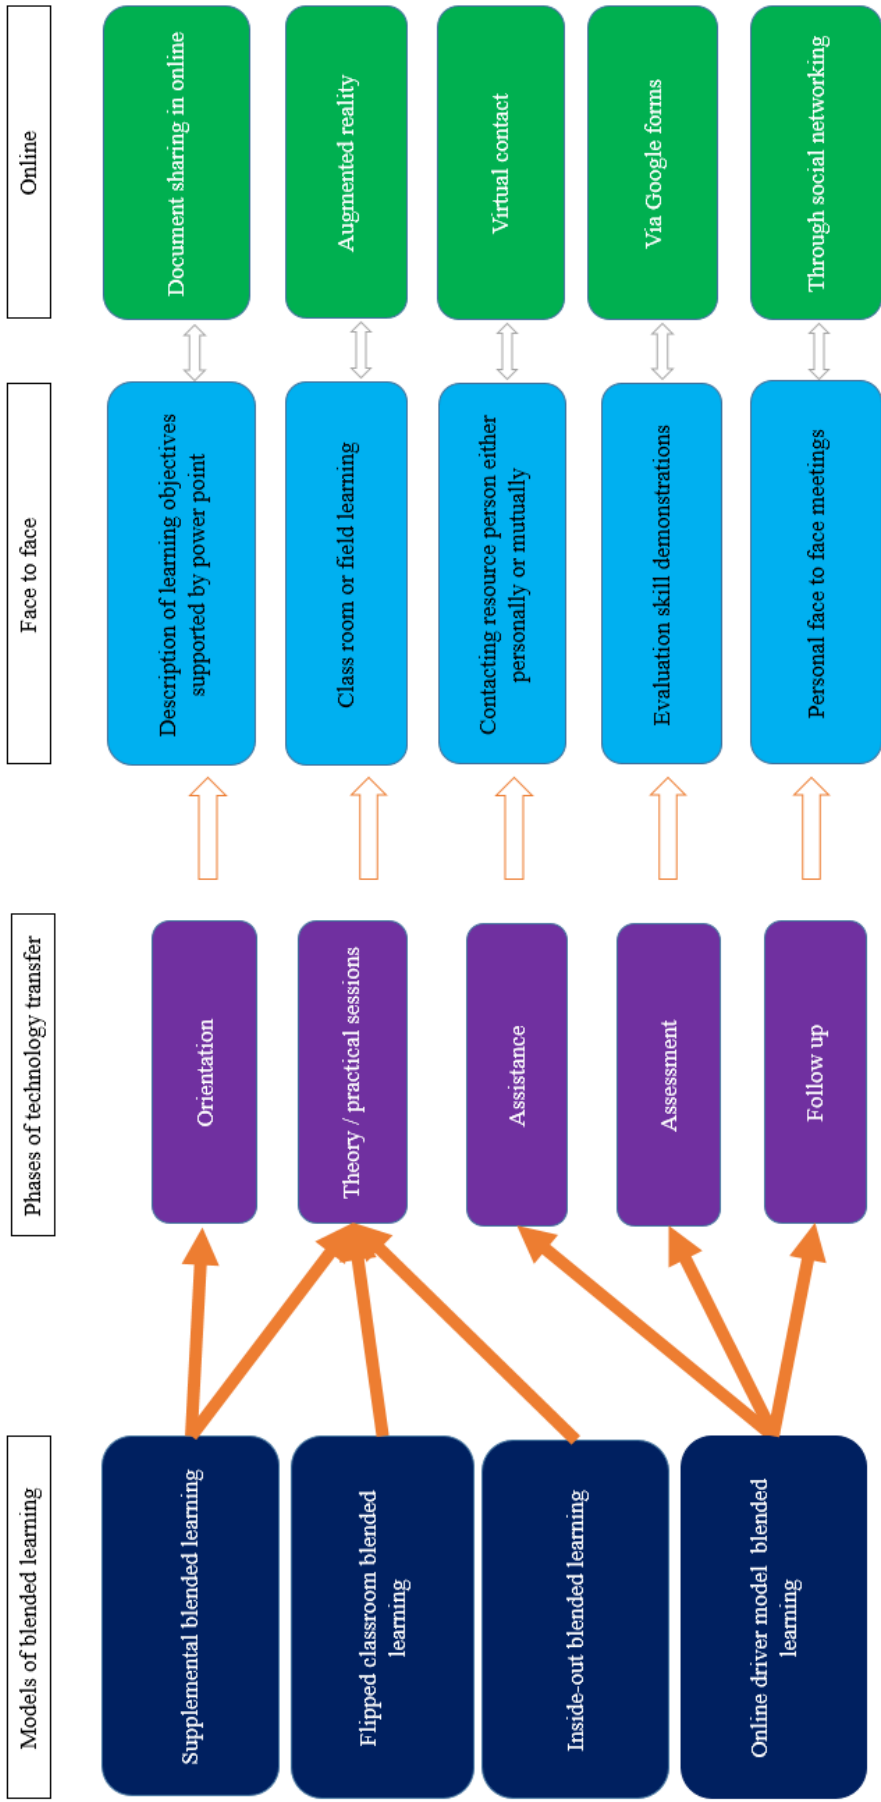 Models of blended learning
Phases of technology transfer
Face to face
Online
Supplemental blended learning
Orientation
Description of learning objectives
supported by power point
Document sharing in online
Flipped classroom blended
learning
Theory / practical sessions
Class room or field learning
Augmented reality
Inside-out blended learning
Assistance
Contacting resource person either
personally or mutually
Virtual contact
Online driver model blended
learning
Assessment
Evaluation skill demonstrations
Via Google forms
Follow up
Personal face to face meetings
Through social networking